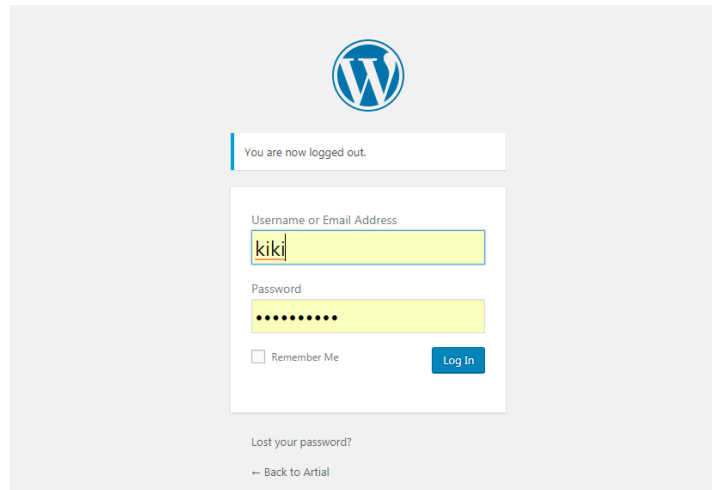 You are now logged out.
Username or Email Address
kiki
Password
••••••••••
Remember Me
Log In
Lost your password?
← Back to Artial